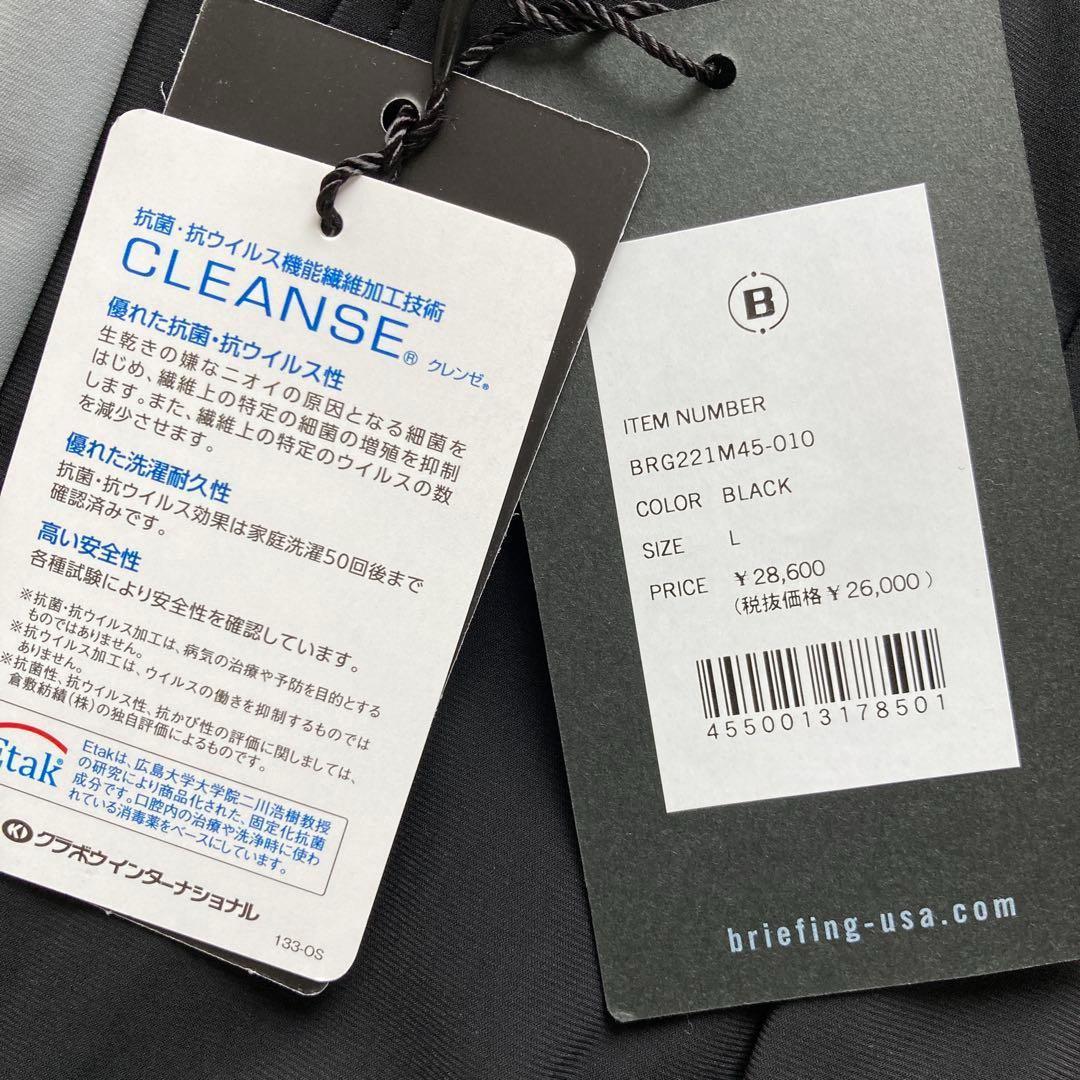 抗菌・抗ウイルス機能繊維加工技術
CLEANSE® クレンゼ®
優れた抗菌・抗ウイルス性
生乾きの嫌なニオイの原因となる細菌を
はじめ、繊維上の特定の細菌の増殖を抑制
します。また、繊維上の特定のウイルスの数
を減少させます。
優れた洗濯耐久性
抗菌・抗ウイルス効果は家庭洗濯50回後まで
確認済みです。
高い安全性
各種試験により安全性を確認しています。
※抗菌・抗ウイルス加工は、病気の治療や予防を目的とする
ものではありません。
※抗ウイルス加工は、ウイルスの働きを抑制するものでは
ありません。
※抗菌性、抗ウイルス性、抗かび性の評価に関しましては、
倉敷紡績(株)の独自評価によるものです。
Etak®
Etakは、広島大学大学院二川浩樹教授
の研究により商品化された、固定化抗菌
成分です。口腔内の治療や洗浄時に使わ
れている消毒薬をベースにしています。
クラボウインターナショナル
133-OS
B
ITEM NUMBER
BRG221M45-010
COLOR BLACK
SIZE L
PRICE ¥28,600
(税抜価格¥26,000)
4550013178501
briefing-usa.com